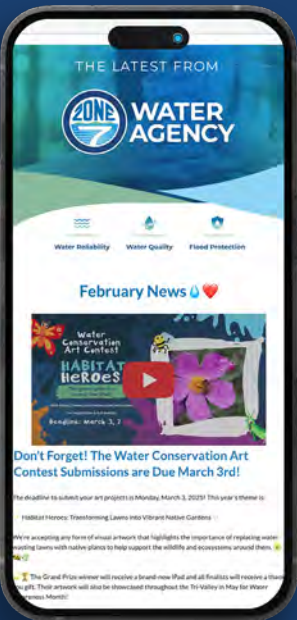 THE LATEST FROM
ZONE 7
WATER
AGENCY
Water Reliability Water Quality Flood Protection
February News💧❤️
Water
Conservation
Art Contest
HABITAT
HEROES
Deadline: March 3, 2
Don't Forget! The Water Conservation Art
Contest Submissions are Due March 3rd!
The deadline to submit your art projects is Monday, March 3, 2025! This year's theme is:
Habitat Heroes: Transforming Lawns into Vibrant Native Gardens
We're accepting any form of visual artwork that highlights the importance of replacing water
wasting lawns with native plants to help support the wildlife and ecosystems around them.
🏆 The Grand Prize winner will receive a brand-new iPad and all finalists will receive a thank
you gift. Their artwork will also be showcased throughout the Tri-Valley in May for Water
Awareness Month!